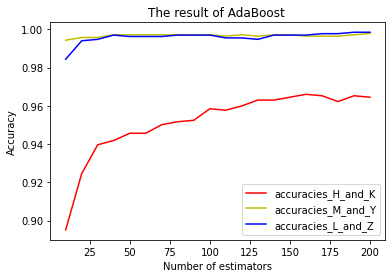 The result of AdaBoost
1.00
0.98
0.96
0.94
0.92
0.90
Accuracy
accuracies_H_and_K
accuracies_M_and_Y
accuracies_L_and_Z
25 50 75 100 125 150 175 200
Number of estimators